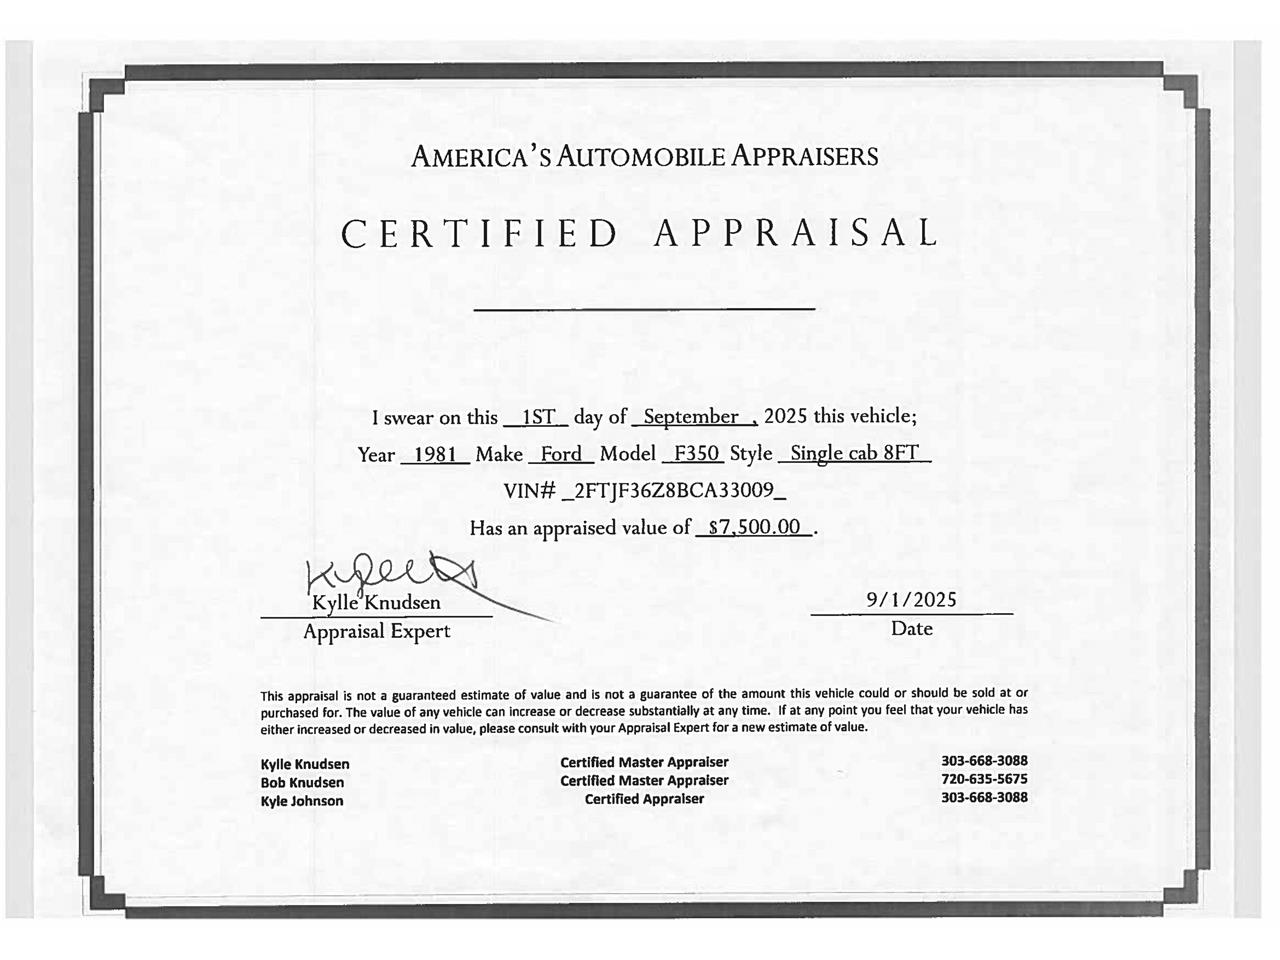 AMERICA'S AUTOMOBILE APPRAISERS
CERTIFIED APPRAISAL
I swear on this __1ST_ day of _September_, 2025 this vehicle;
Year _1981_ Make _Ford_ Model _F350_ Style _Single cab 8FT_
VIN# _2FTJF36Z8BCA33009_
Has an appraised value of _$7,500.00_.
Kylle Knudsen
Appraisal Expert
9/1/2025
Date
This appraisal is not a guaranteed estimate of value and is not a guarantee of the amount this vehicle could or should be sold at or
purchased for. The value of any vehicle can increase or decrease substantially at any time. If at any point you feel that your vehicle has
either increased or decreased in value, please consult with your Appraisal Expert for a new estimate of value.
Kylle Knudsen Certified Master Appraiser 303-668-3088
Bob Knudsen Certified Master Appraiser 720-635-5675
Kyle Johnson Certified Appraiser 303-668-3088